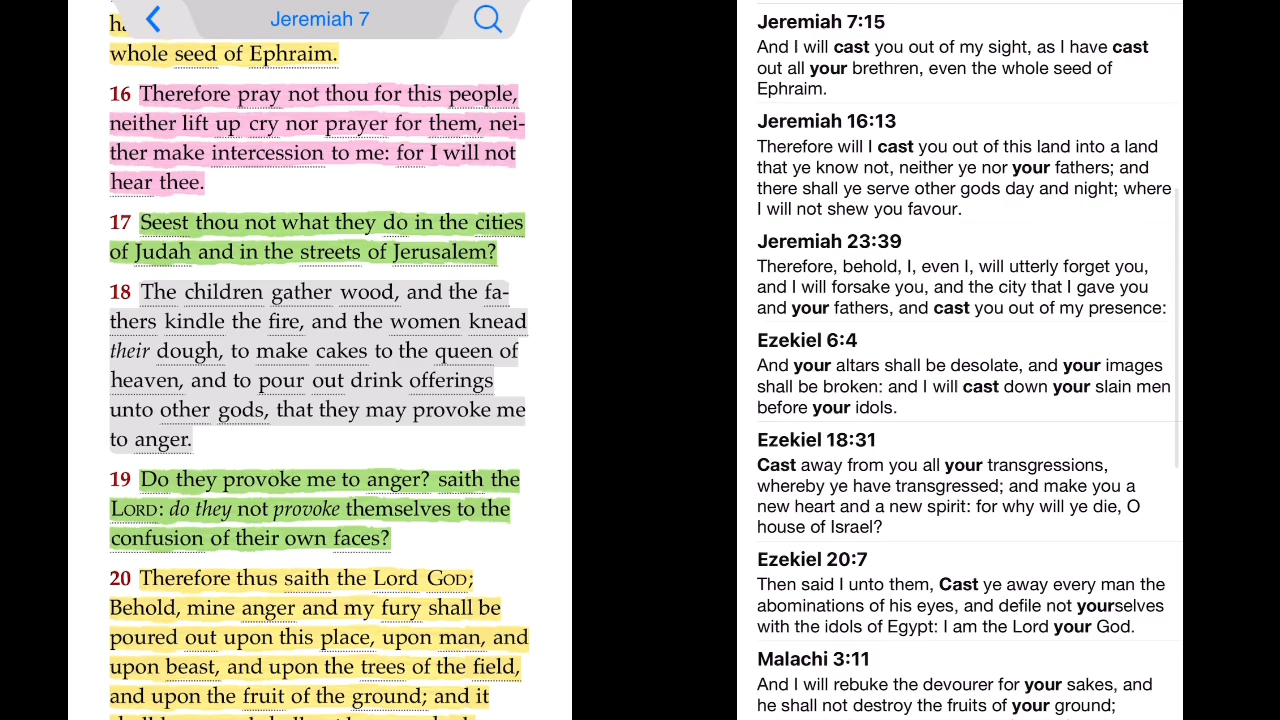 Jeremiah 7
whole seed of Ephraim.
16 Therefore pray not thou for this people,
neither lift up cry nor prayer for them, nei-
ther make intercession to me: for I will not
hear thee.
17 Seest thou not what they do in the cities
of Judah and in the streets of Jerusalem?
18 The children gather wood, and the fa-
thers kindle the fire, and the women knead
their dough, to make cakes to the queen of
heaven, and to pour out drink offerings
unto other gods, that they may provoke me
to anger.
19 Do they provoke me to anger? saith the
LORD: do they not provoke themselves to the
confusion of their own faces?
20 Therefore thus saith the Lord GOD;
Behold, mine anger and my fury shall be
poured out upon this place, upon man, and
upon beast, and upon the trees of the field,
and upon the fruit of the ground; and it
Jeremiah 7:15
And I will cast you out of my sight, as I have cast
out all your brethren, even the whole seed of
Ephraim.
Jeremiah 16:13
Therefore will I cast you out of this land into a land
that ye know not, neither ye nor your fathers; and
there shall ye serve other gods day and night; where
I will not shew you favour.
Jeremiah 23:39
Therefore, behold, I, even I, will utterly forget you,
and I will forsake you, and the city that I gave you
and your fathers, and cast you out of my presence:
Ezekiel 6:4
And your altars shall be desolate, and your images
shall be broken: and I will cast down your slain men
before your idols.
Ezekiel 18:31
Cast away from you all your transgressions,
whereby ye have transgressed; and make you a
new heart and a new spirit: for why will ye die, O
house of Israel?
Ezekiel 20:7
Then said I unto them, Cast ye away every man the
abominations of his eyes, and defile not yourselves
with the idols of Egypt: I am the Lord your God.
Malachi 3:11
And I will rebuke the devourer for your sakes, and
he shall not destroy the fruits of your ground;